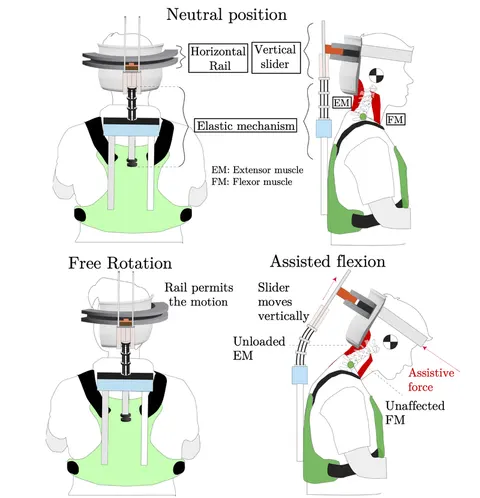 Neutral position
Horizontal
Rail
Vertical
slider
EM
FM
Elastic mechanism
EM: Extensor muscle
FM: Flexor muscle
Free Rotation
Rail permits
the motion
Assisted flexion
Slider
moves
vertically
Unloaded
EM
Assistive
force
Unaffected
FM